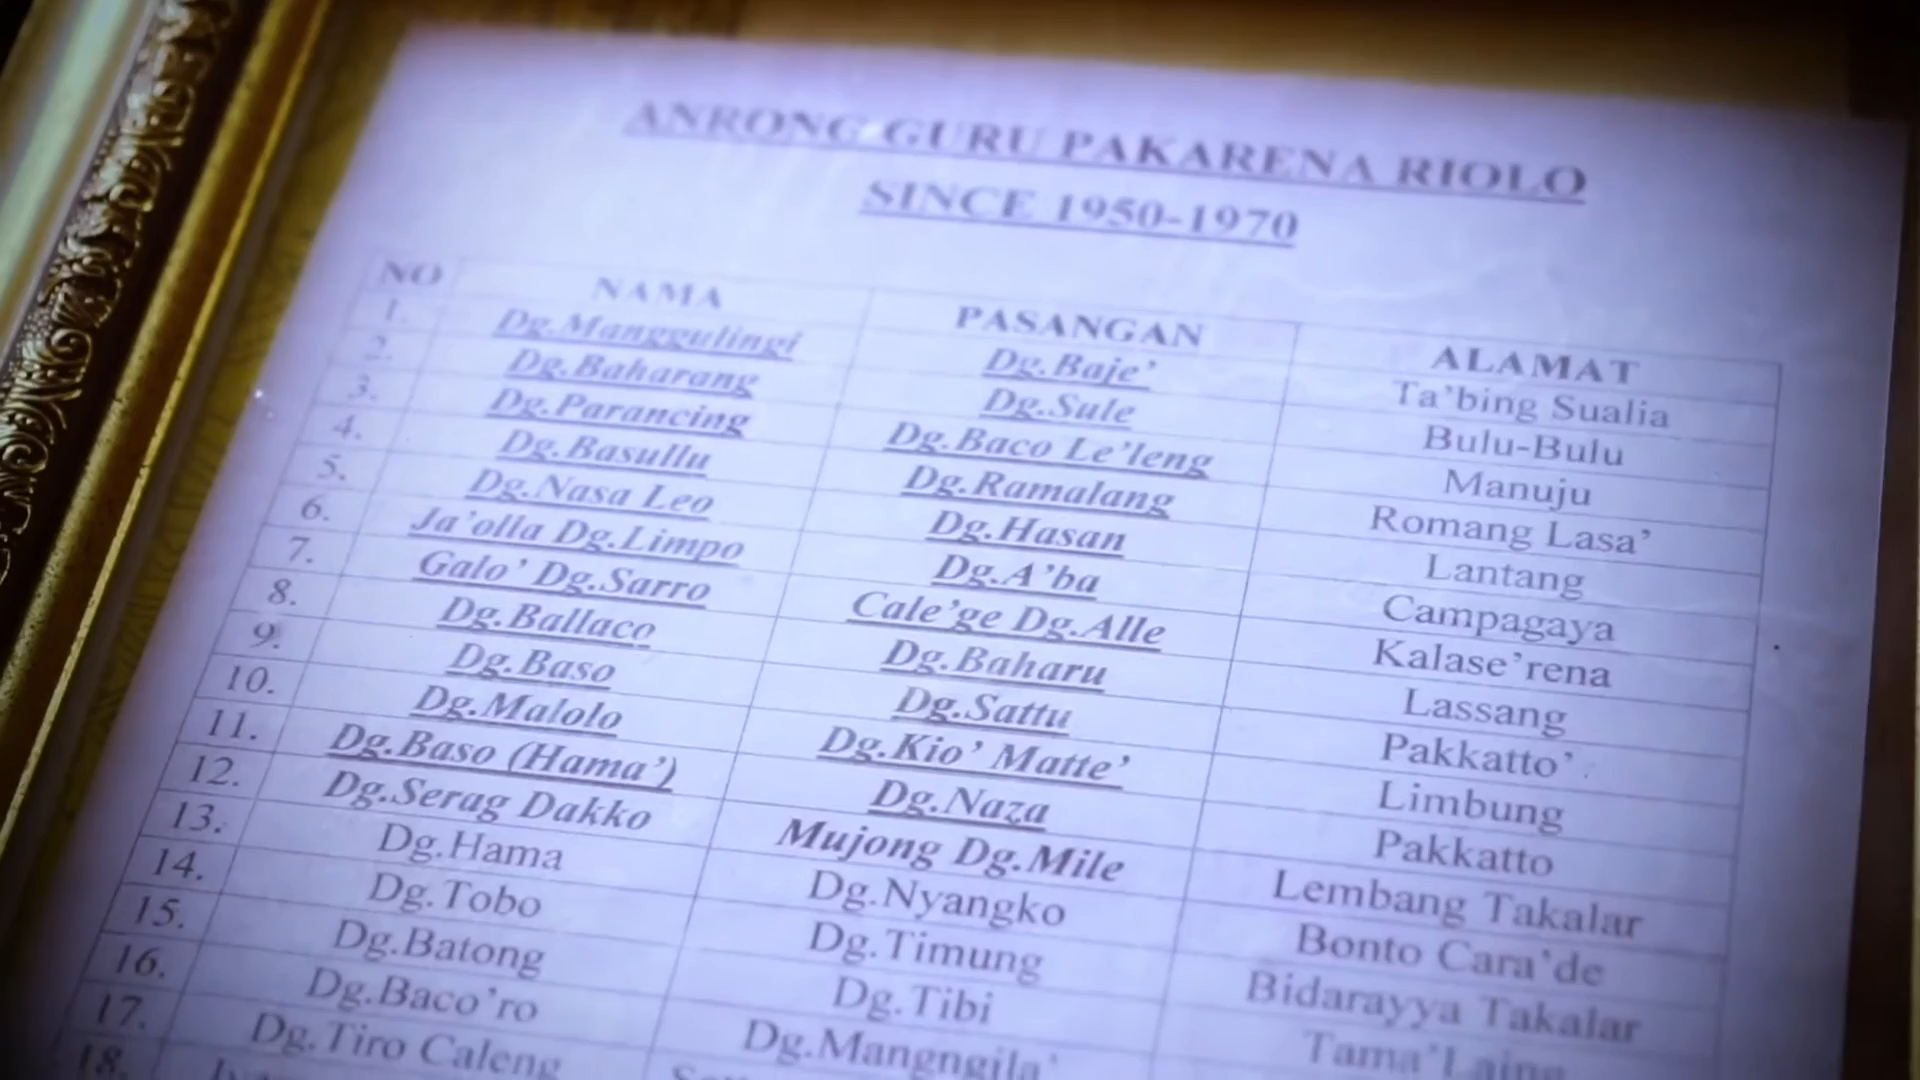 ANRONG GURU PAKARENA RIOLO
SINCE 1950-1970
NO NAMA PASANGAN ALAMAT
1. Dg.Manggulingi Dg.Baje' Ta'bing Sualia
2. Dg.Baharang Dg.Sule Bulu-Bulu
3. Dg.Parancing Dg.Baco Le'leng Manuju
4. Dg.Basullu Dg.Ramalang Romang Lasa'
5. Dg.Nasa Leo Dg.Hasan Lantang
6. Ja'olla Dg.Limpo Dg.A'ba Campagaya
7. Galo' Dg.Sarro Cale'ge Dg.Alle Kalase'rena
8. Dg.Ballaco Dg.Baharu Lassang
9. Dg.Baso Dg.Sattu Pakkatto'
10. Dg.Malolo Dg.Kio' Matte' Limbung
11. Dg.Baso (Hama') Dg.Naza Pakkatto
12. Dg.Serag Dakko Mujong Dg.Mile Lembang Takalar
13. Dg.Hama Dg.Nyangko Bonto Cara'de
14. Dg.Tobo Dg.Timung Bidarayya Takalar
15. Dg.Batong Dg.Tibi Tama'Laing
16. Dg.Baco'ro Dg.Mangngila'
17. Dg.Tiro Caleng
18.